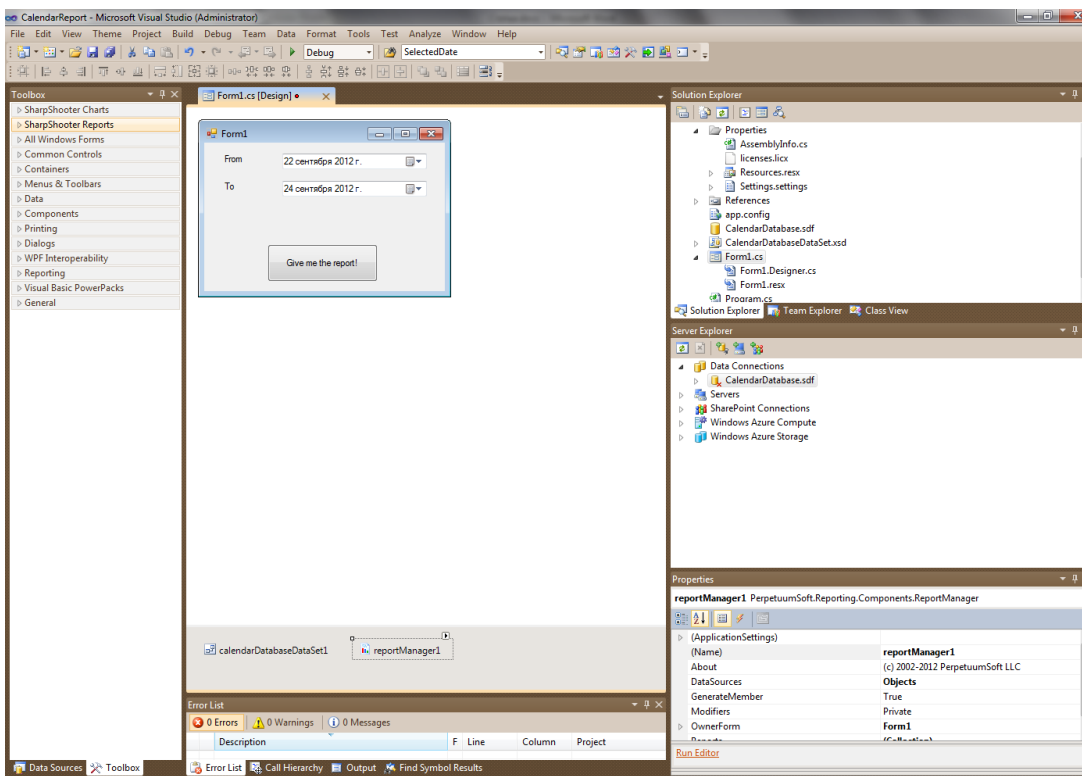 CalendarReport - Microsoft Visual Studio (Administrator)
File Edit View Theme Project Build Debug Team Data Format Tools Test Analyze Window Help
Debug SelectedDate
Toolbox
SharpShooter Charts
SharpShooter Reports
All Windows Forms
Common Controls
Containers
Menus & Toolbars
Data
Components
Printing
Dialogs
WPF Interoperability
Reporting
Visual Basic PowerPacks
General
Data Sources Toolbox
Form1.cs [Design]
Form1
From 22 сентября 2012 г.
To 24 сентября 2012 г.
Give me the report!
calendarDatabaseDataSet1 reportManager1
Error List
0 Errors 0 Warnings 0 Messages
Description F Line Column Project
Error List Call Hierarchy Output Find Symbol Results
Solution Explorer
Properties
AssemblyInfo.cs
licenses.licx
Resources.resx
Settings.settings
References
app.config
CalendarDatabase.sdf
CalendarDatabaseDataSet.xsd
Form1.cs
Form1.Designer.cs
Form1.resx
Program.cs
Solution Explorer Team Explorer Class View
Server Explorer
Data Connections
CalendarDatabase.sdf
Servers
SharePoint Connections
Windows Azure Compute
Windows Azure Storage
Properties
reportManager1 PerpetuumSoft.Reporting.Components.ReportManager
(ApplicationSettings)
(Name) reportManager1
About (c) 2002-2012 PerpetuumSoft LLC
DataSources Objects
GenerateMember True
Modifiers Private
OwnerForm Form1
Reports (Collection)
Run Editor